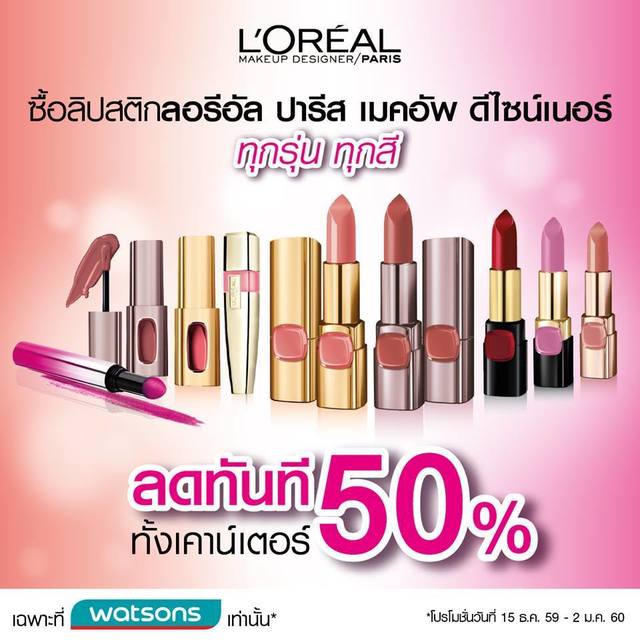 L'ORÉAL
MAKEUP DESIGNER/PARIS
ซื้อลิปสติกลอรีอัล ปารีส เมคอัพ ดีไซน์เนอร์
ทุกรุ่น ทุกสี
ลดทันที 50%
ทั้งเคาน์เตอร์
เฉพาะที่ watsons เท่านั้น*
*โปรโมชั่นวันที่ 15 ธ.ค. 59 - 2 ม.ค. 60